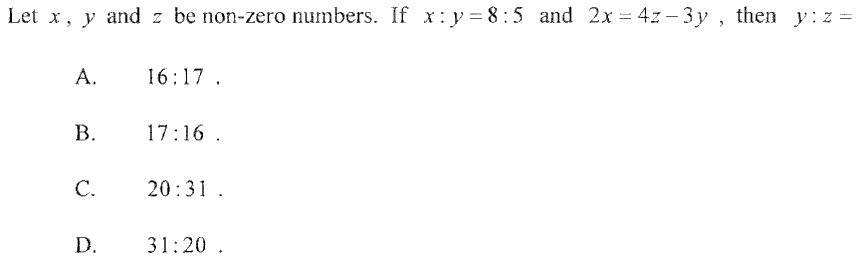 Let x , y and z be non-zero numbers. If x : y = 8 : 5 and 2x = 4z − 3y , then y : z =
A. 16 : 17 .
B. 17 : 16 .
C. 20 : 31 .
D. 31 : 20 .